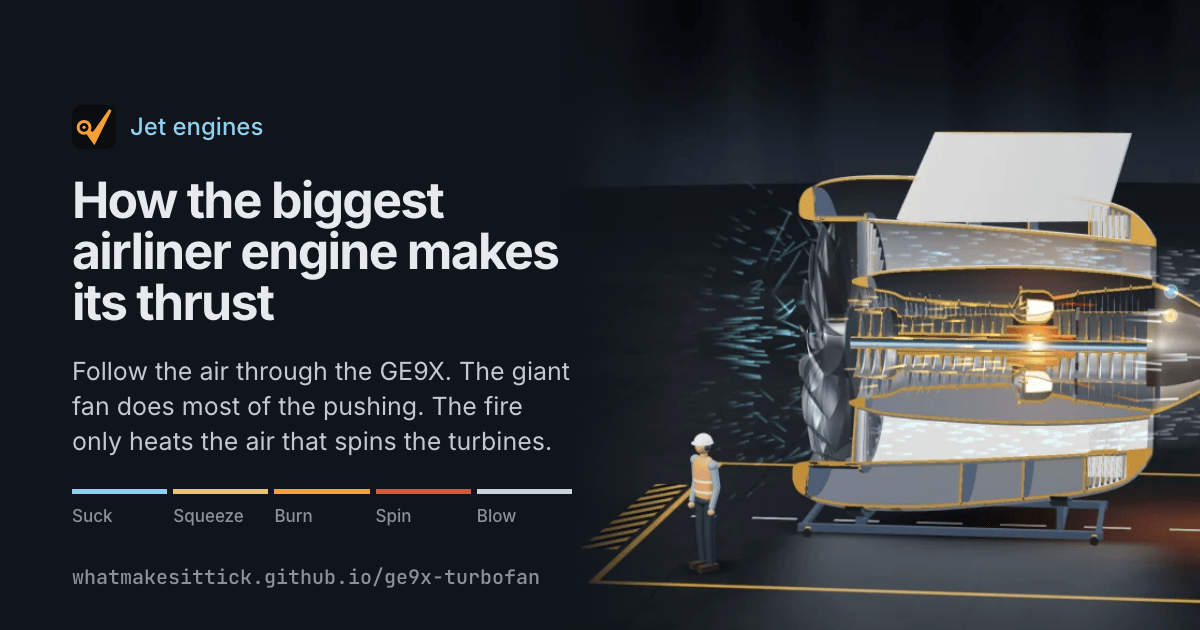 Jet engines
How the biggest
airliner engine makes
its thrust
Follow the air through the GE9X. The giant
fan does most of the pushing. The fire
only heats the air that spins the turbines.
Suck Squeeze Burn Spin Blow
whatmakesittick.github.io/ge9x-turbofan